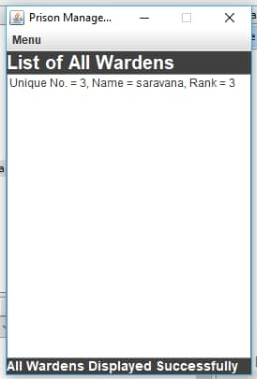 Prison Manage...
Menu
List of All Wardens
Unique No. = 3, Name = saravana, Rank = 3
All Wardens Displayed Successfully